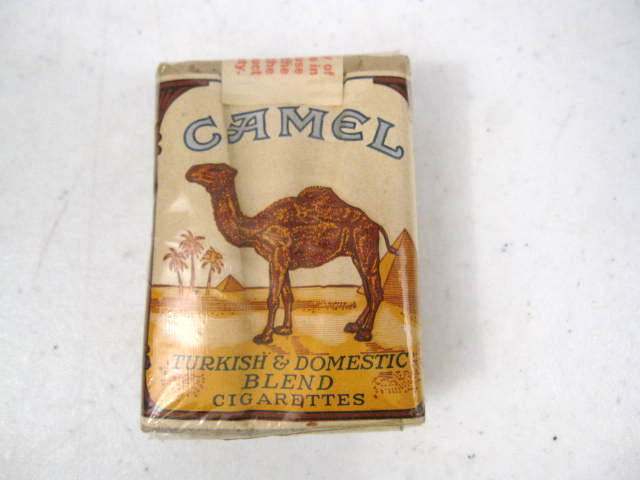 CAMEL
TURKISH & DOMESTIC
BLEND
CIGARETTES